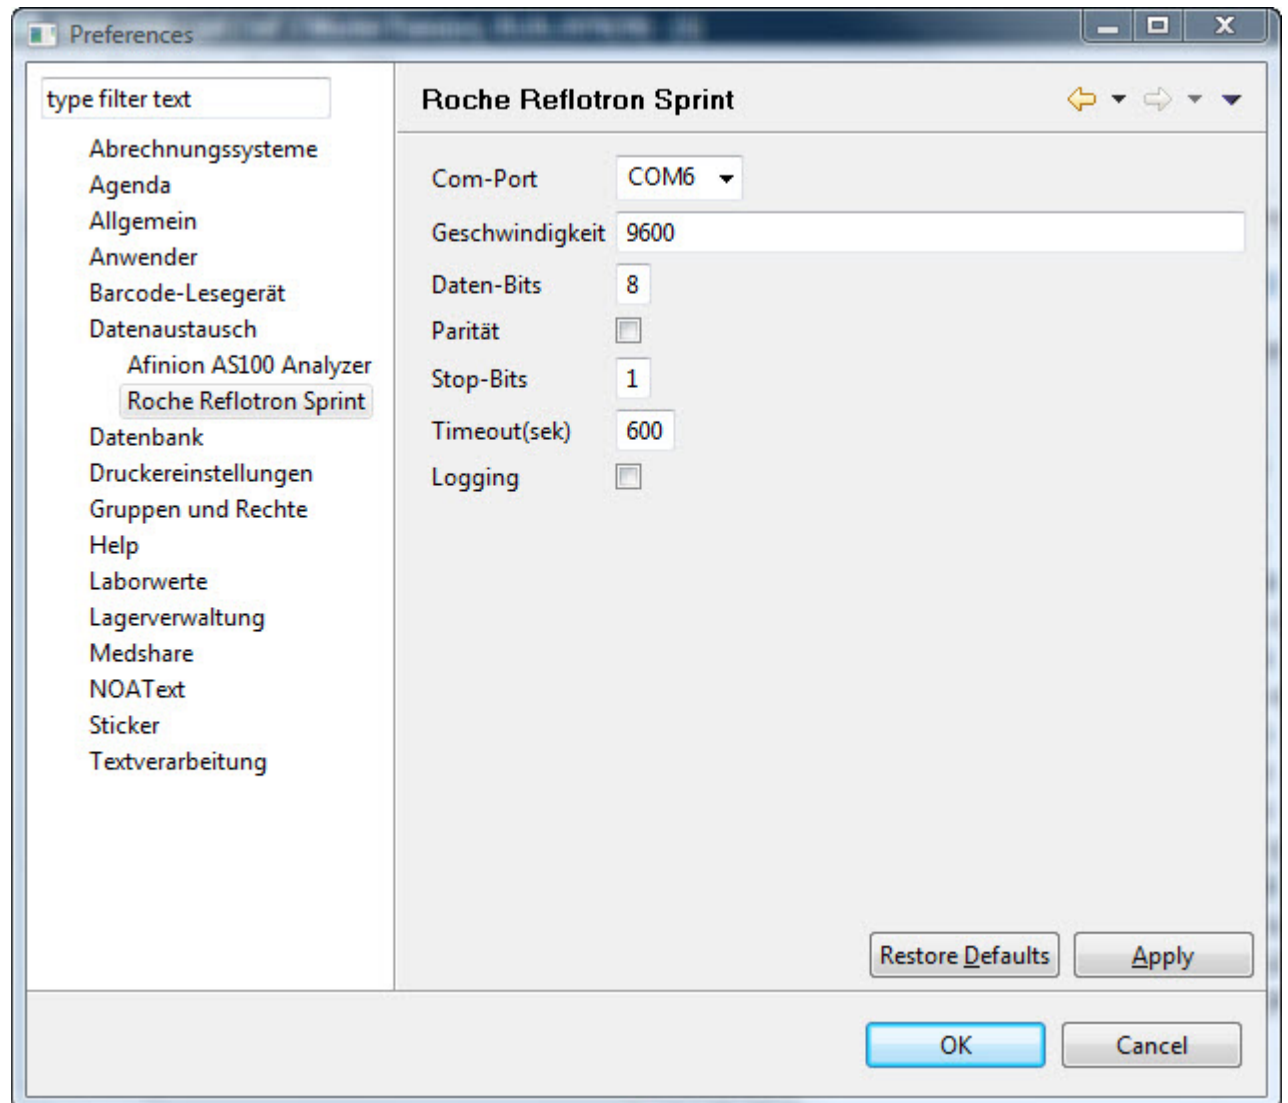 Preferences
type filter text
Abrechnungssysteme
Agenda
Allgemein
Anwender
Barcode-Lesegerät
Datenaustausch
Afinion AS100 Analyzer
Roche Reflotron Sprint
Datenbank
Druckereinstellungen
Gruppen und Rechte
Help
Laborwerte
Lagerverwaltung
Medshare
NOAText
Sticker
Textverarbeitung
Roche Reflotron Sprint
Com-Port COM6
Geschwindigkeit 9600
Daten-Bits 8
Parität
Stop-Bits 1
Timeout(sek) 600
Logging
Restore Defaults Apply
OK Cancel